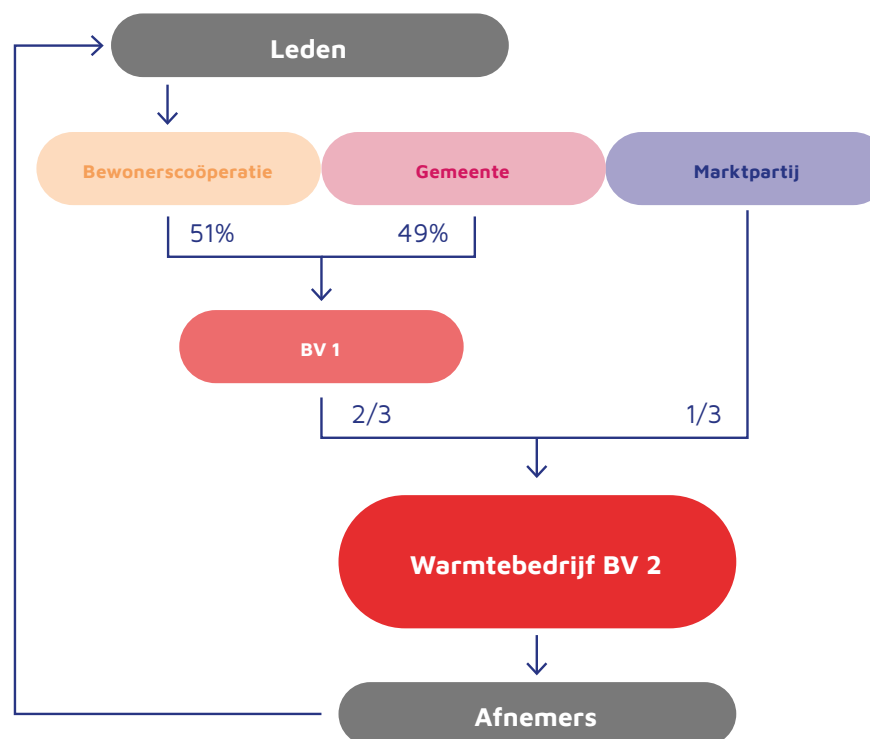 Leden
Bewonerscoöperatie
Gemeente
Marktpartij
51%
49%
BV 1
2/3
1/3
Warmtebedrijf BV 2
Afnemers